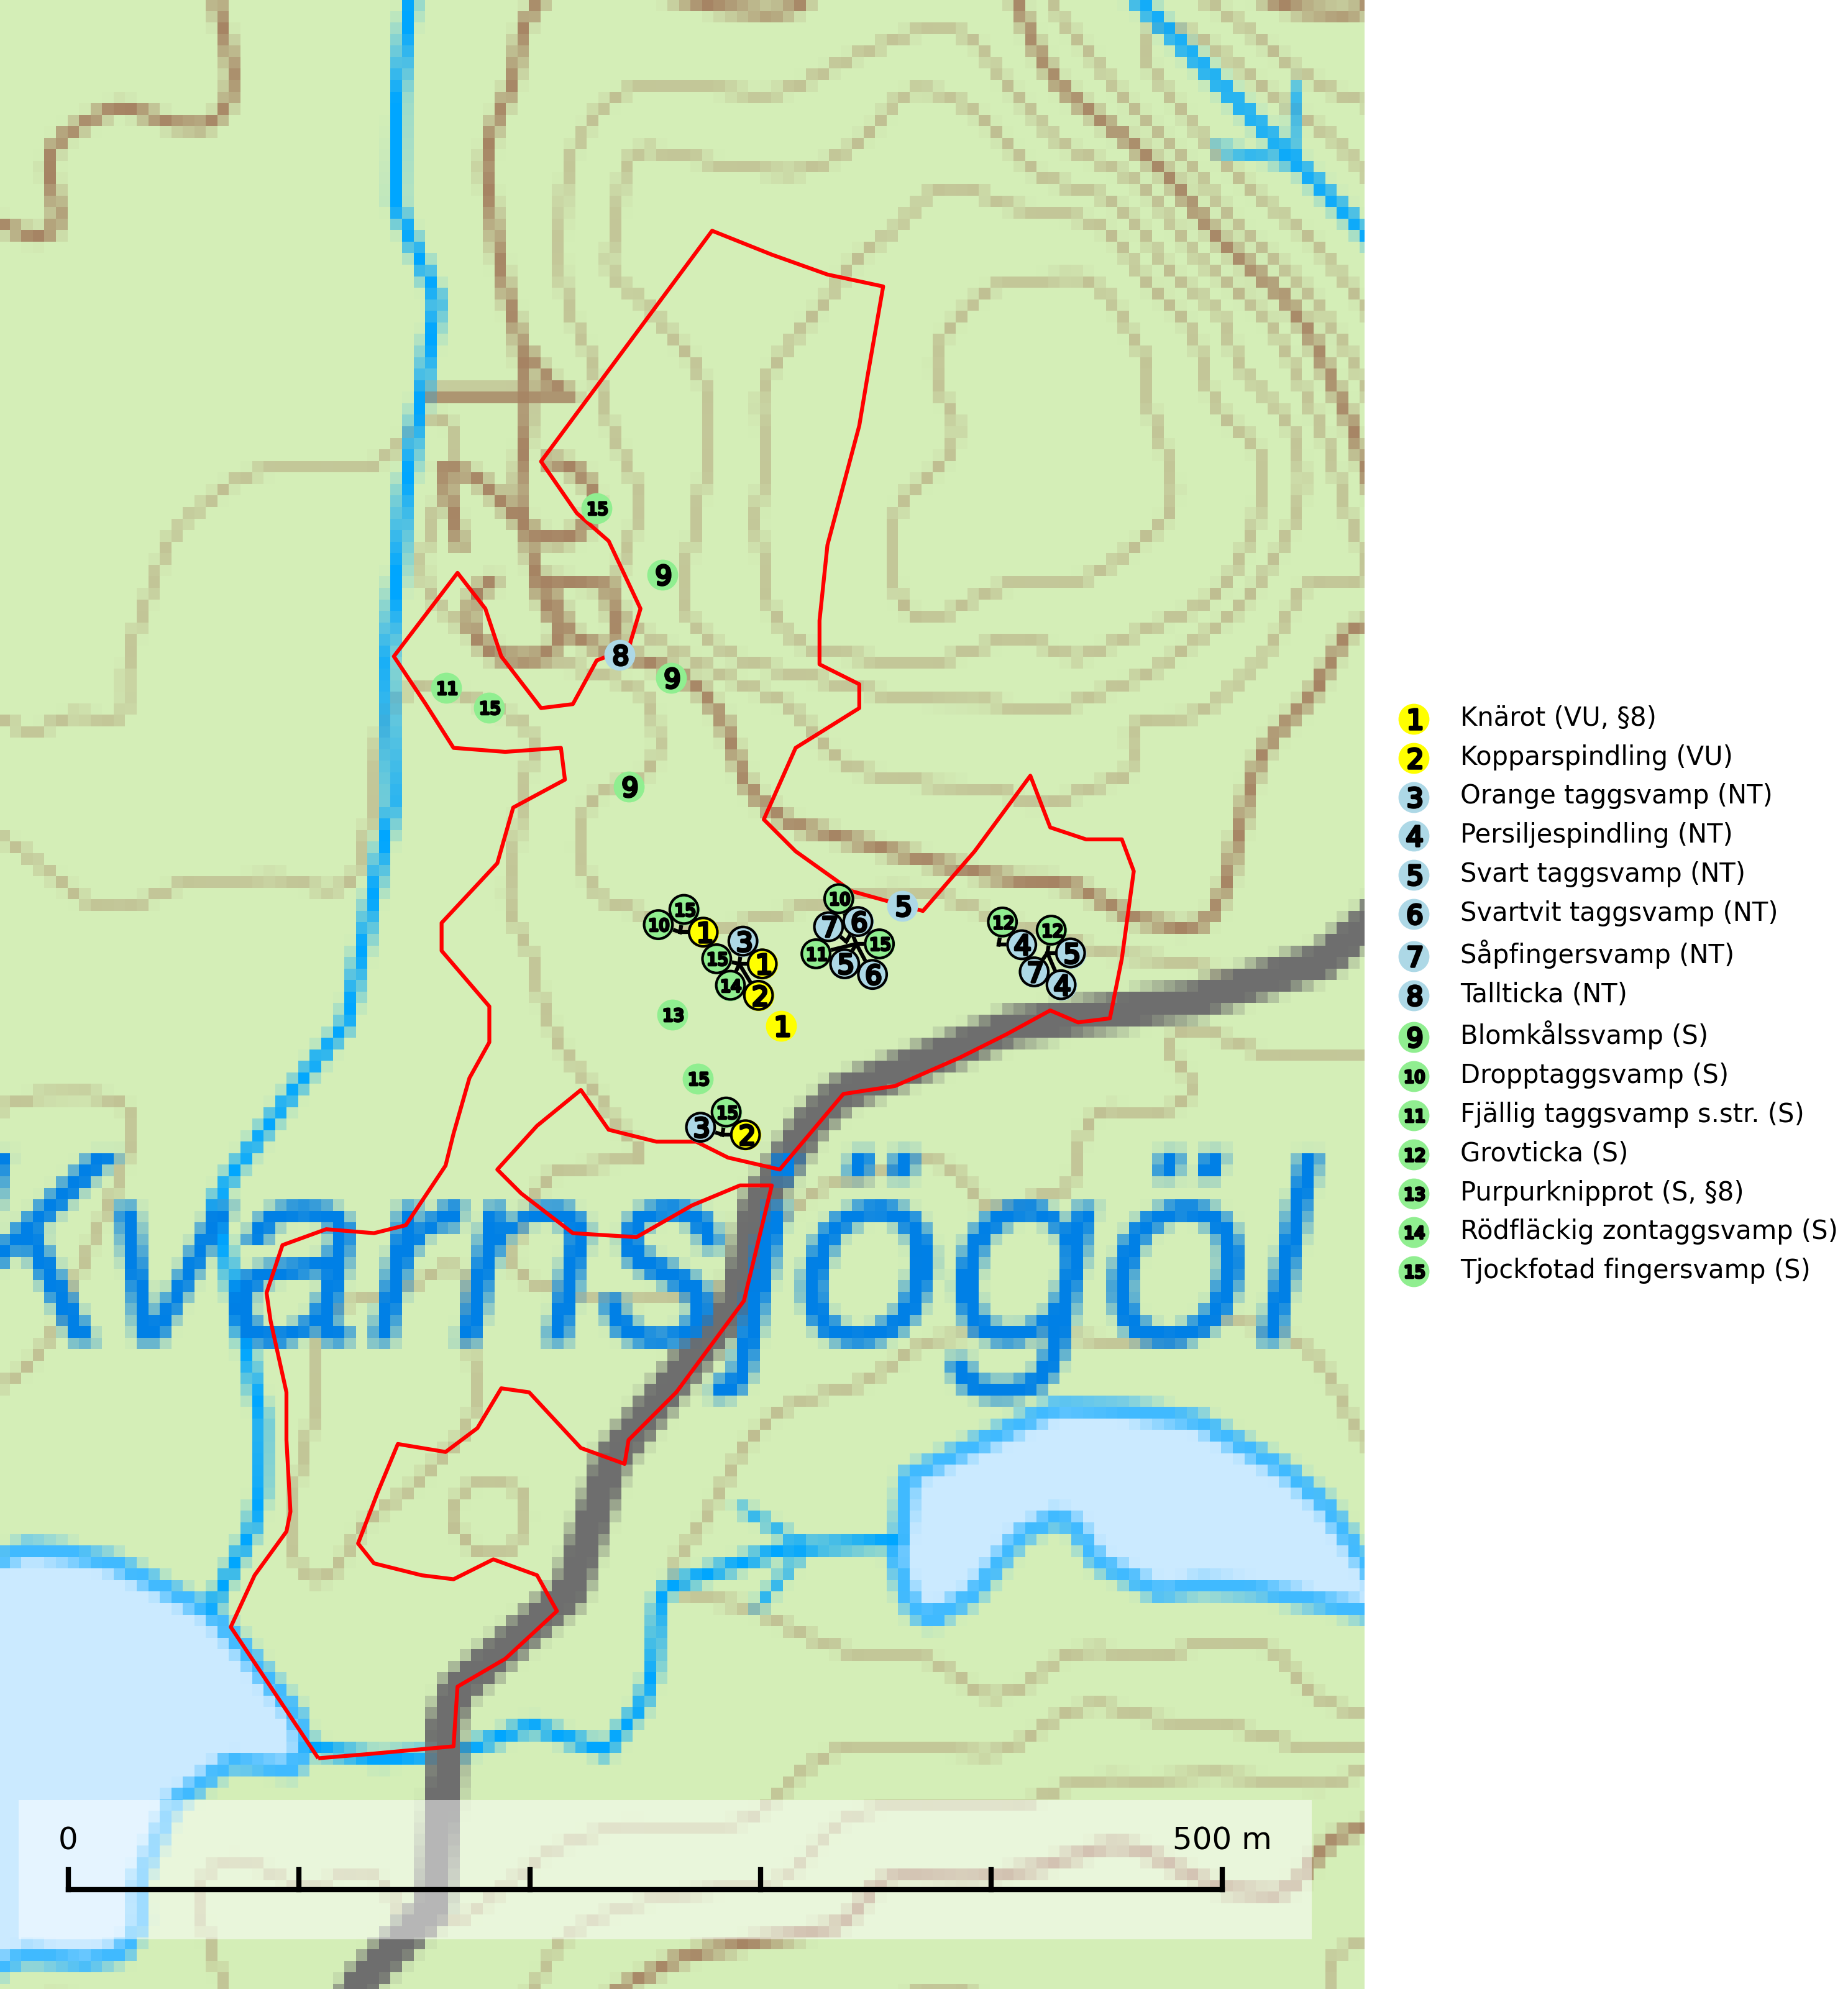 15
9
8
9
11
15
9
10
5
15
10
1
7
6
12
12
3
15
11
15
4
5
1
5
6
7
4
14
2
13
1
15
15
3
2
Kvarnsjögöl
0
500 m
1 Knärot (VU, §8)
2 Kopparspindling (VU)
3 Orange taggsvamp (NT)
4 Persiljespindling (NT)
5 Svart taggsvamp (NT)
6 Svartvit taggsvamp (NT)
7 Såpfingersvamp (NT)
8 Tallticka (NT)
9 Blomkålssvamp (S)
10 Dropptaggsvamp (S)
11 Fjällig taggsvamp s.str. (S)
12 Grovticka (S)
13 Purpurknipprot (S, §8)
14 Rödfläckig zontaggsvamp (S)
15 Tjockfotad fingersvamp (S)